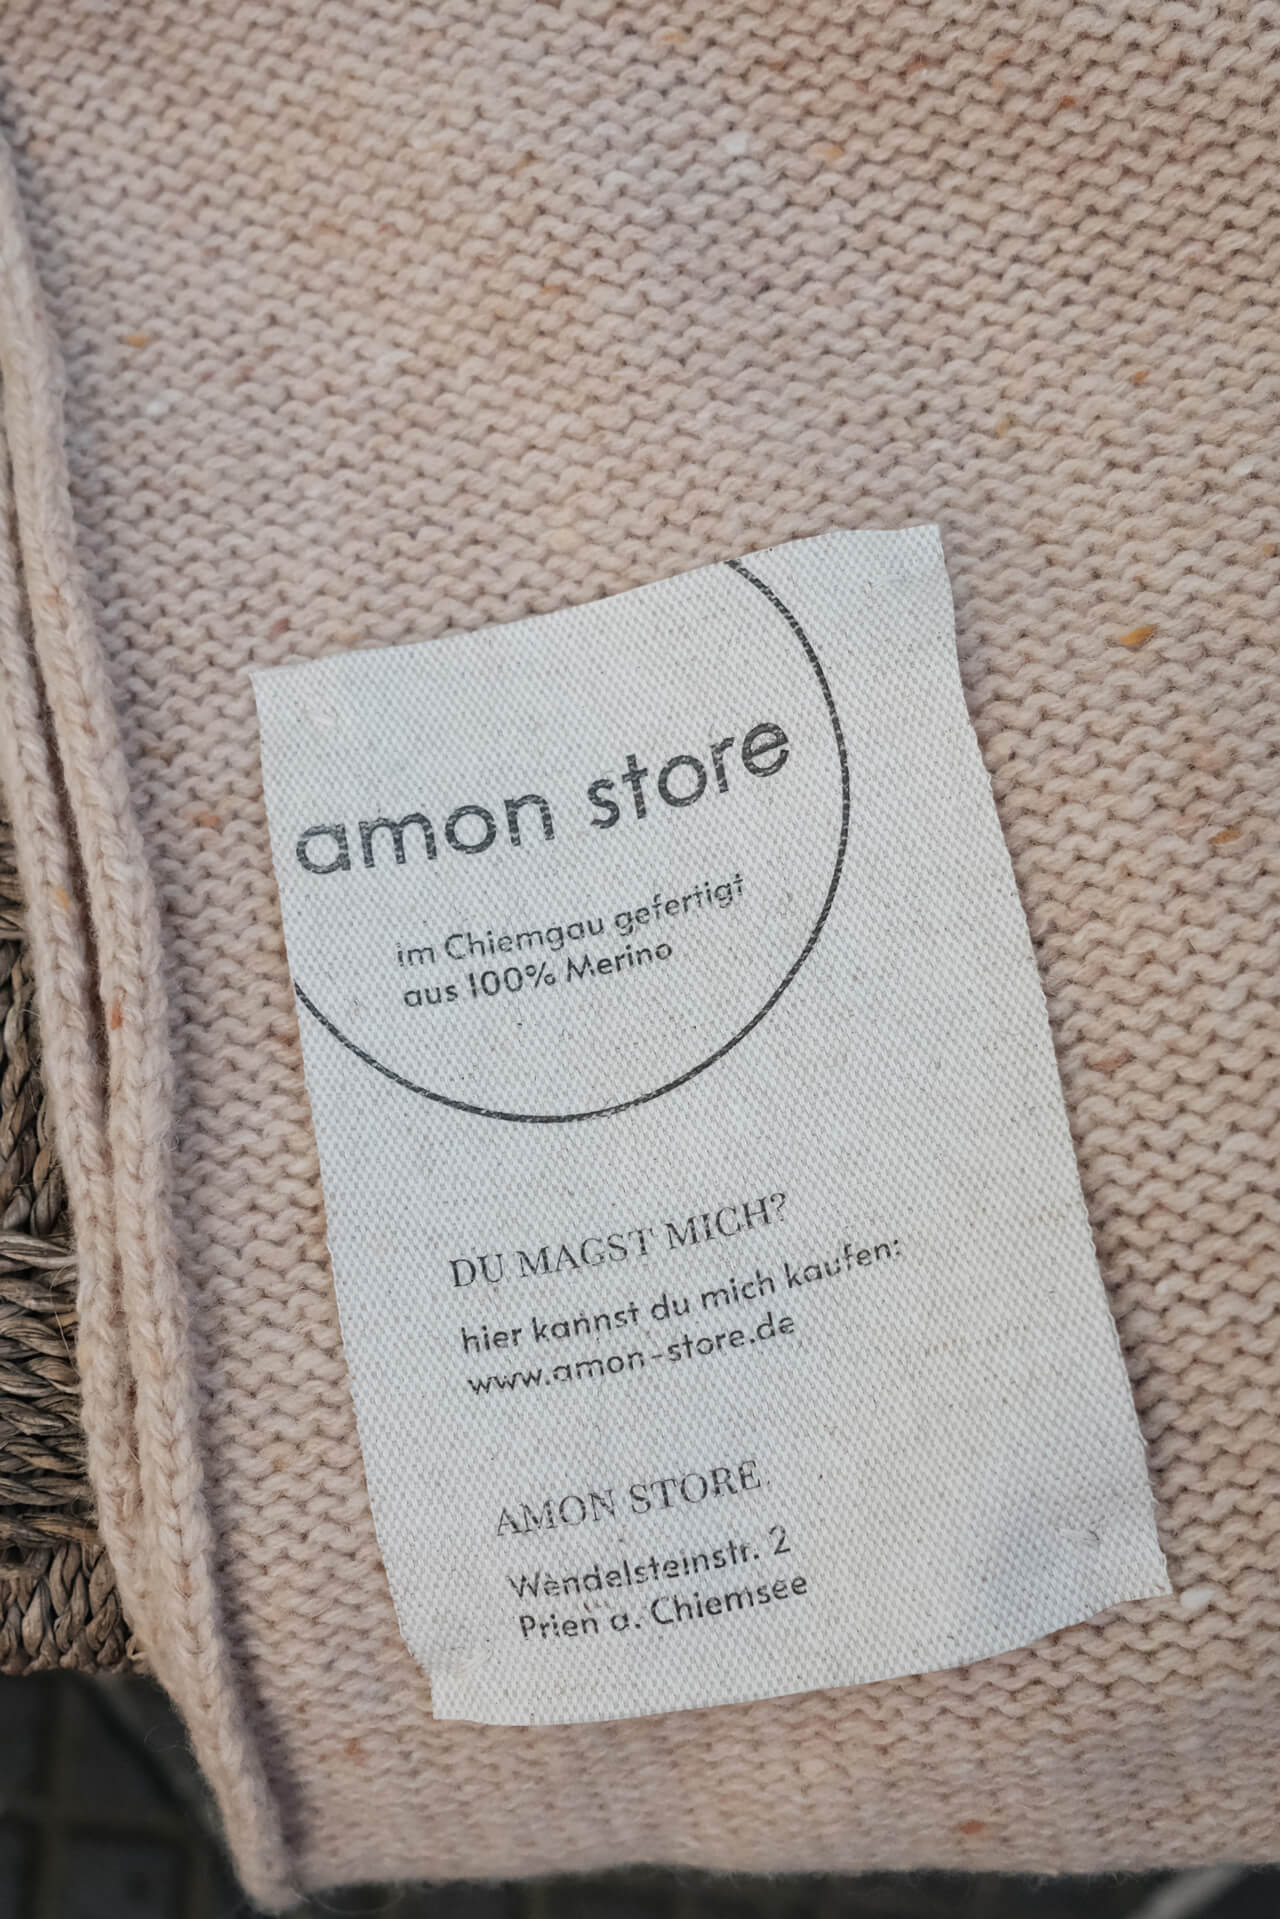 amon store
im Chiemgau gefertigt
aus 100% Merino
DU MAGST MICH?
hier kannst du mich kaufen:
www.amon-store.de
AMON STORE
Wendelsteinstr. 2
Prien a. Chiemsee